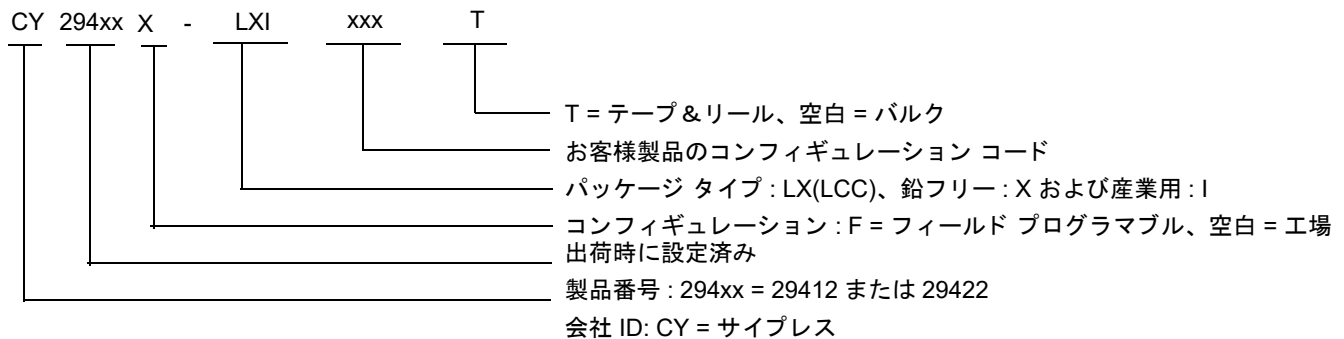 CY 294xx X - LXI xxx T
T = テープ＆リール、空白 = バルク
お客様製品のコンフィギュレーション コード
パッケージ タイプ : LX(LCC)、鉛フリー : X および産業用 : I
コンフィギュレーション : F = フィールド プログラマブル、空白 = 工場
出荷時に設定済み
製品番号 : 294xx = 29412 または 29422
会社 ID: CY = サイプレス